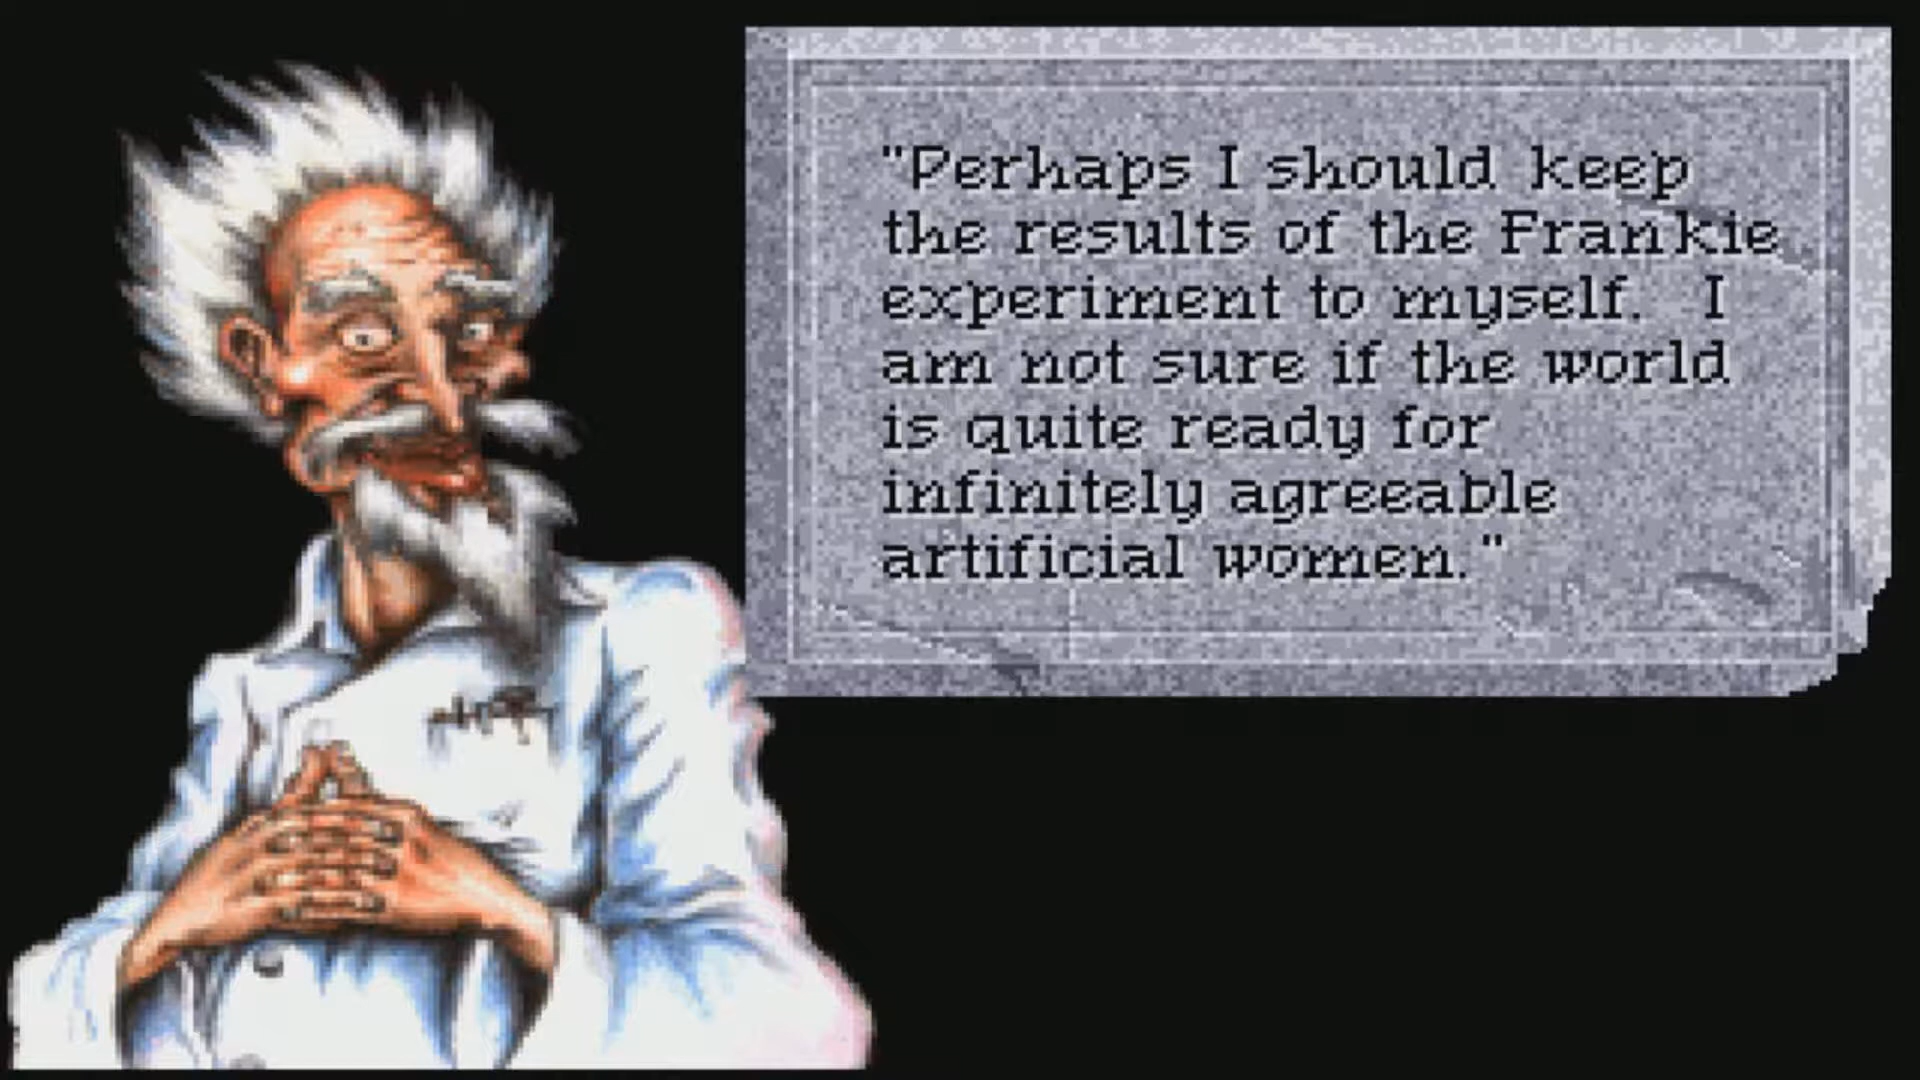 "Perhaps I should keep
the results of the Frankie
experiment to myself.  I
am not sure if the world
is quite ready for
infinitely agreeable
artificial women."